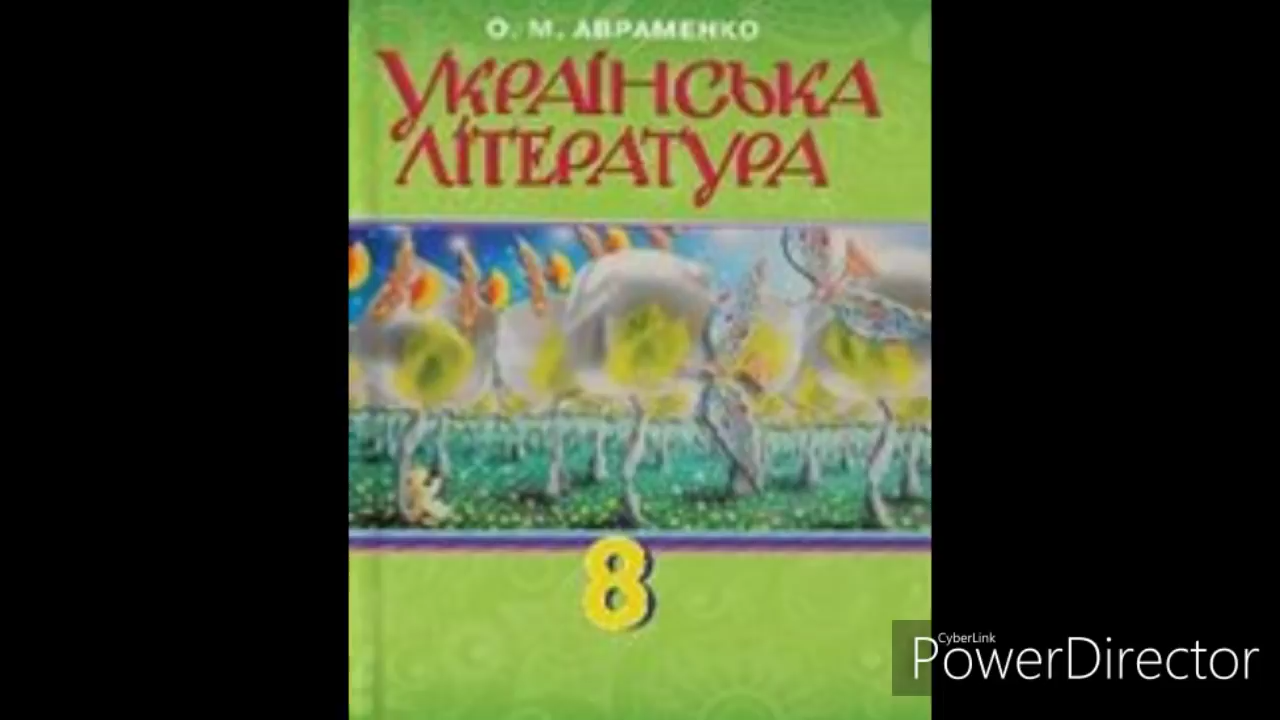 О. М. АВРАМЕНКО
УКРАЇНСЬКА
ЛІТЕРАТУРА
8
CyberLink
PowerDirector